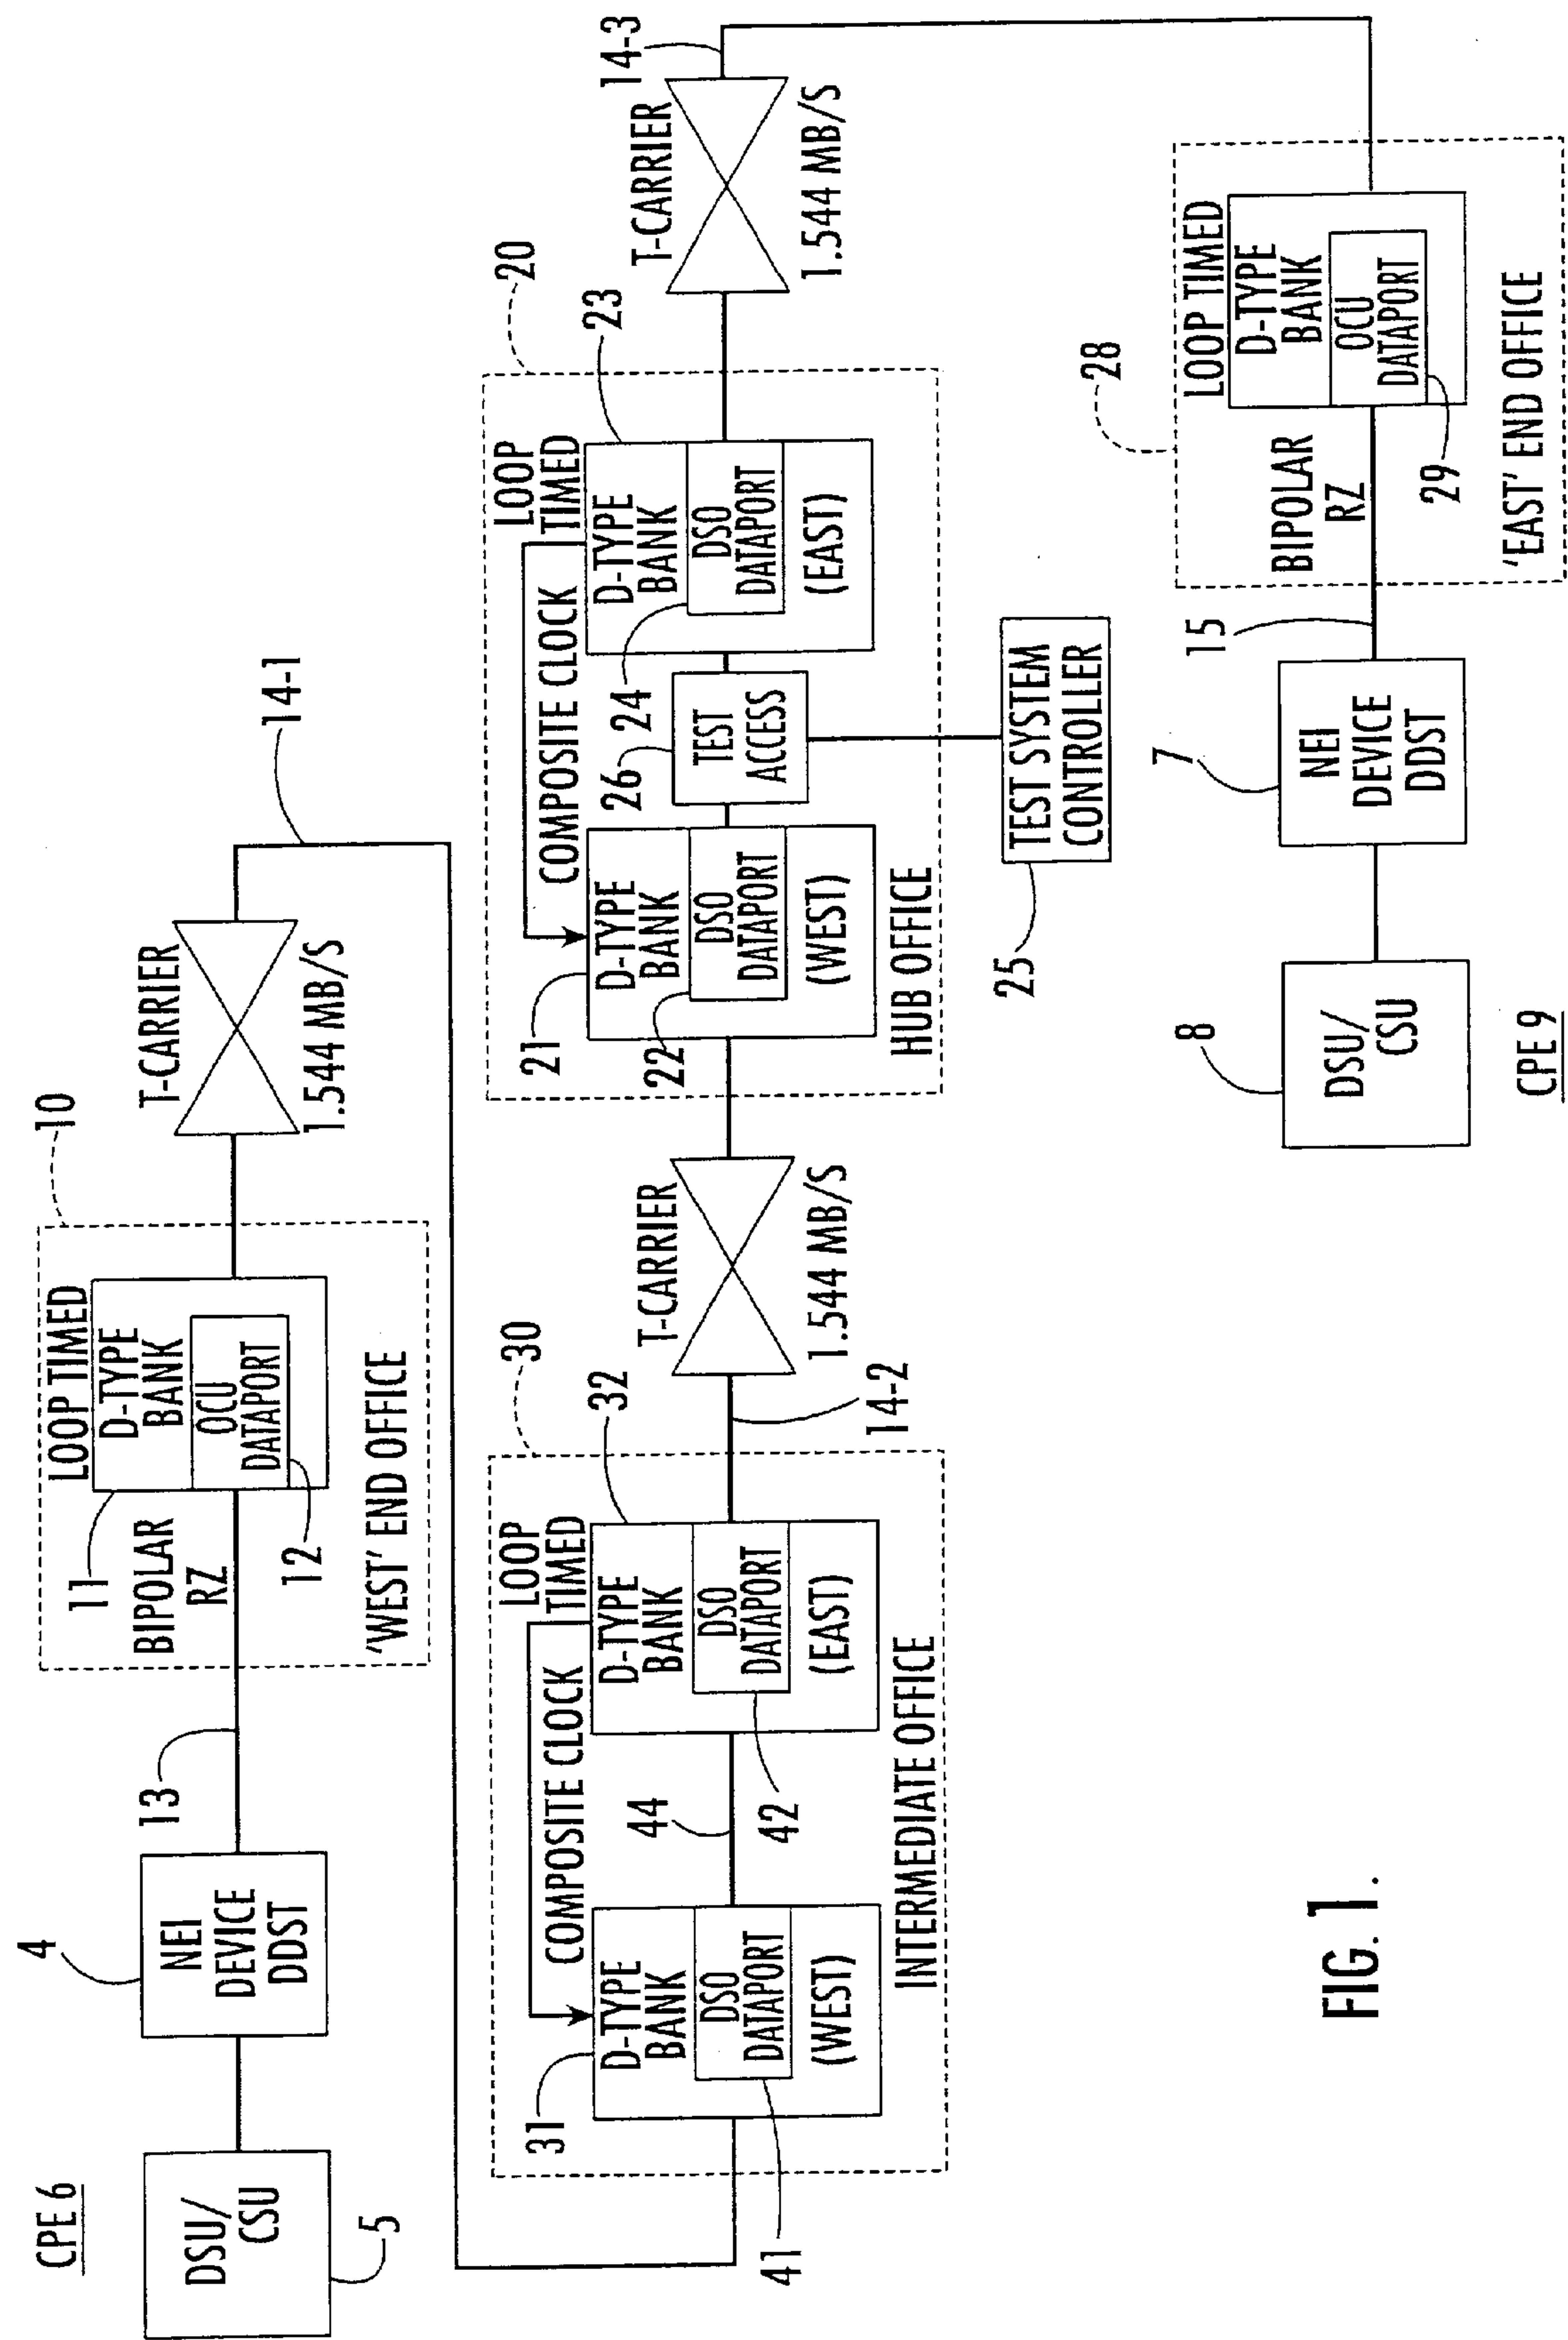 CPE 6
DSU/
CSU
5
4
NEI
DEVICE
DDST
13
10
LOOP TIMED
D-TYPE
BANK
OCU
DATAPORT
11
BIPOLAR
RZ
12
'WEST' END OFFICE
T-CARRIER
1.544 MB/S
14-1
30
LOOP
TIMED
COMPOSITE CLOCK
31
D-TYPE
BANK
DSO
DATAPORT
(WEST)
41
44
32
D-TYPE
BANK
DSO
DATAPORT
(EAST)
42
INTERMEDIATE OFFICE
14-2
T-CARRIER
1.544 MB/S
20
LOOP
TIMED
COMPOSITE CLOCK
21
D-TYPE
BANK
DSO
DATAPORT
(WEST)
22
26
TEST
ACCESS
23
D-TYPE
BANK
DSO
DATAPORT
(EAST)
24
HUB OFFICE
25
TEST SYSTEM
CONTROLLER
T-CARRIER
1.544 MB/S
14-3
8
DSU/
CSU
CPE 9
7
NEI
DEVICE
DDST
15
28
BIPOLAR
RZ
LOOP TIMED
D-TYPE
BANK
OCU
DATAPORT
29
'EAST' END OFFICE
FIG. 1.